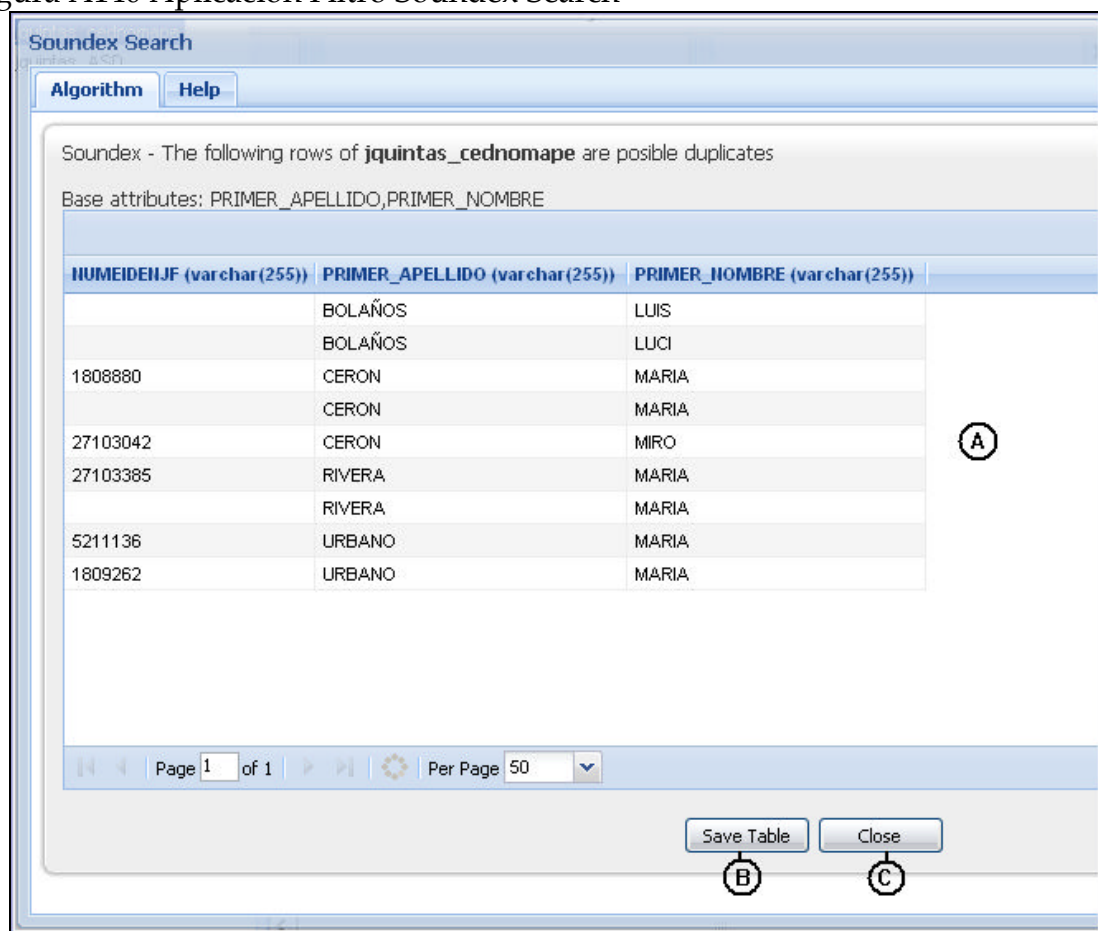 Soundex Search
Algorithm Help
Soundex - The following rows of jquintas_cednomape are posible duplicates
Base attributes: PRIMER_APELLIDO,PRIMER_NOMBRE
NUMEIDENJF (varchar(255)) PRIMER_APELLIDO (varchar(255)) PRIMER_NOMBRE (varchar(255))
BOLAÑOS LUIS
BOLAÑOS LUCI
1808880 CERON MARIA
CERON MARIA
27103042 CERON MIRO
A
27103385 RIVERA MARIA
RIVERA MARIA
5211136 URBANO MARIA
1809262 URBANO MARIA
Page 1 of 1 Per Page 50
Save Table Close
B C